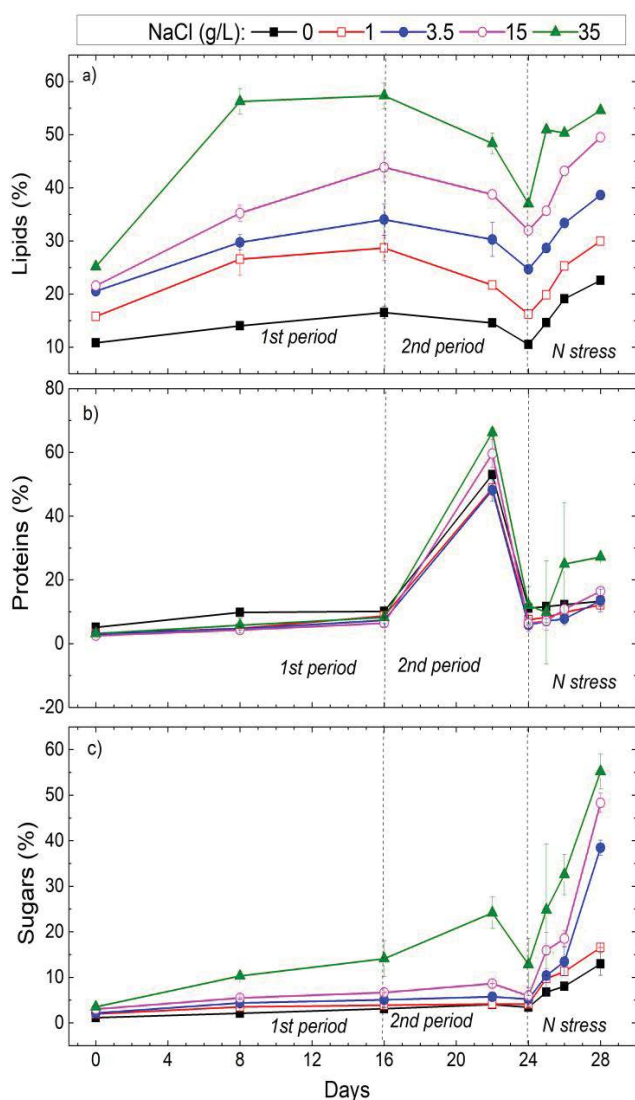 NaCl (g/L): 0 1 3.5 15 35
a)
Lipids (%)
60
50
40
30
20
10
1st period
2nd period
N stress
b)
Proteins (%)
80
60
40
20
0
-20
1st period
2nd period
N stress
c)
Sugars (%)
60
50
40
30
20
10
0
1st period
2nd period
N stress
0 4 8 12 16 20 24 28
Days